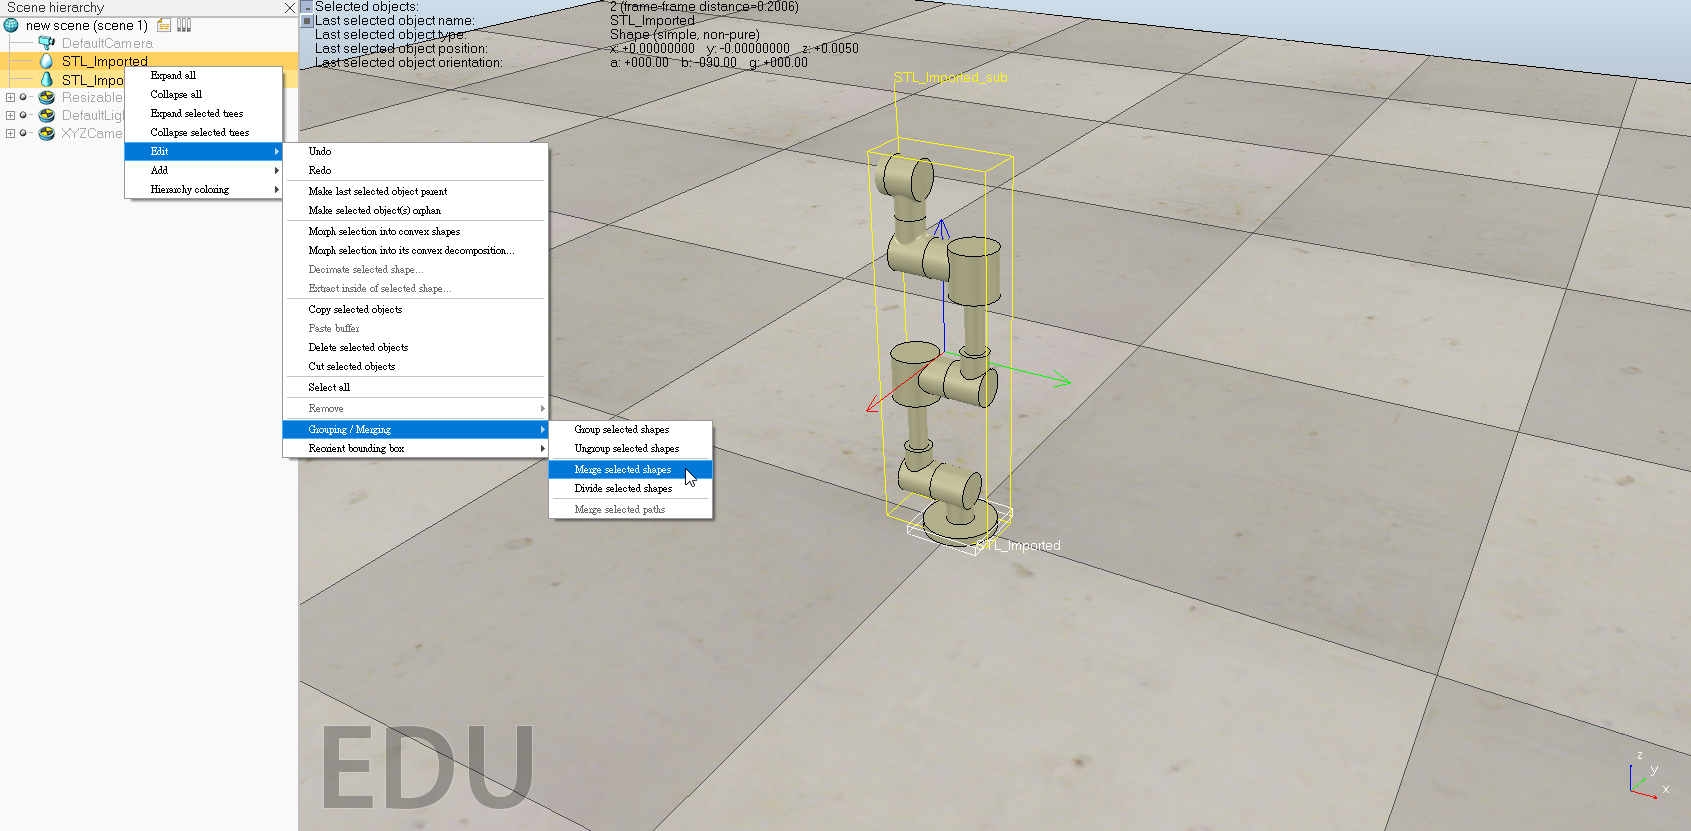 Scene hierarchy
new scene (scene 1)
DefaultCamera
STL_Imported
STL_Impo
Resizable
DefaultLig
XYZCame
Expand all
Collapse all
Expand selected trees
Collapse selected trees
Edit
Add
Hierarchy coloring
Undo
Redo
Make last selected object parent
Make selected object(s) orphan
Morph selection into convex shapes
Morph selection into its convex decomposition...
Decimate selected shape...
Extract inside of selected shape...
Copy selected objects
Paste buffer
Delete selected objects
Cut selected objects
Select all
Remove
Grouping / Merging
Reorient bounding box
Group selected shapes
Ungroup selected shapes
Merge selected shapes
Divide selected shapes
Merge selected paths
Selected objects: 2 (frame-frame distance=0.2006)
Last selected object name: STL_Imported
Last selected object type: Shape (simple, non-pure)
Last selected object position: x: +0.00000000 y: -0.00000000 z: +0.0050
Last selected object orientation: a: +000.00 b: -090.00 g: +000.00
STL_Imported_sub
STL_Imported
EDU
z
y
x